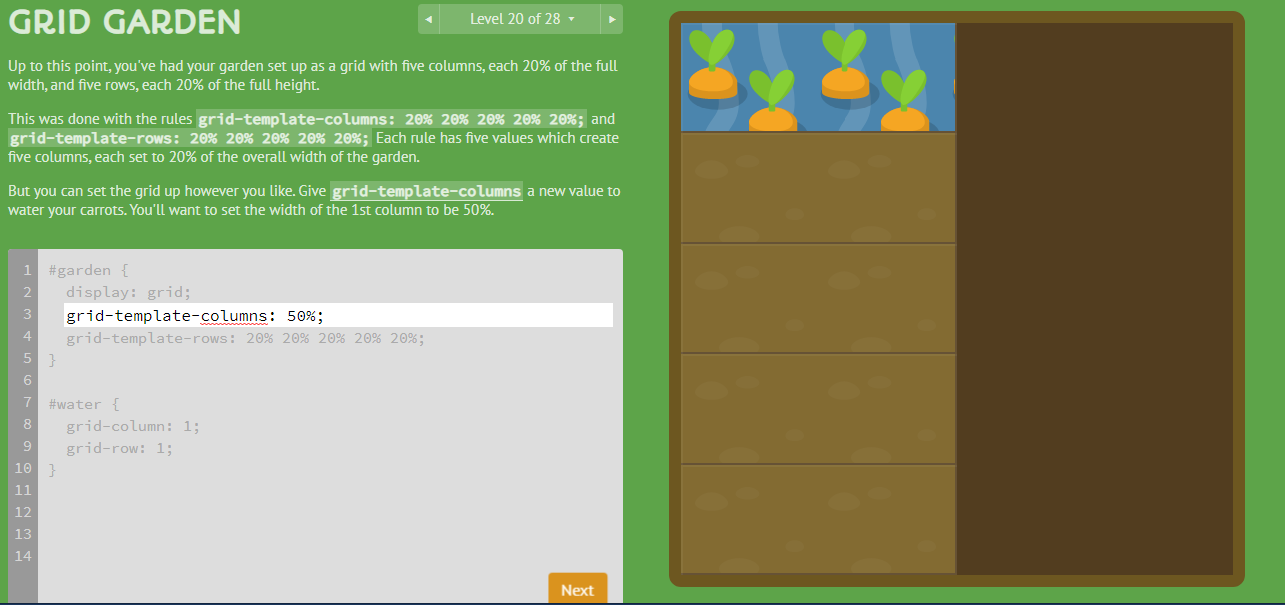 GRID GARDEN
◀ Level 20 of 28 ▾ ▶
Up to this point, you've had your garden set up as a grid with five columns, each 20% of the full
width, and five rows, each 20% of the full height.
This was done with the rules grid-template-columns: 20% 20% 20% 20% 20%; and
grid-template-rows: 20% 20% 20% 20% 20%; Each rule has five values which create
five columns, each set to 20% of the overall width of the garden.
But you can set the grid up however you like. Give grid-template-columns a new value to
water your carrots. You'll want to set the width of the 1st column to be 50%.
1 #garden {
2 display: grid;
3 grid-template-columns: 50%;
4 grid-template-rows: 20% 20% 20% 20% 20%;
5 }
6
7 #water {
8 grid-column: 1;
9 grid-row: 1;
10 }
11
12
13
14
Next